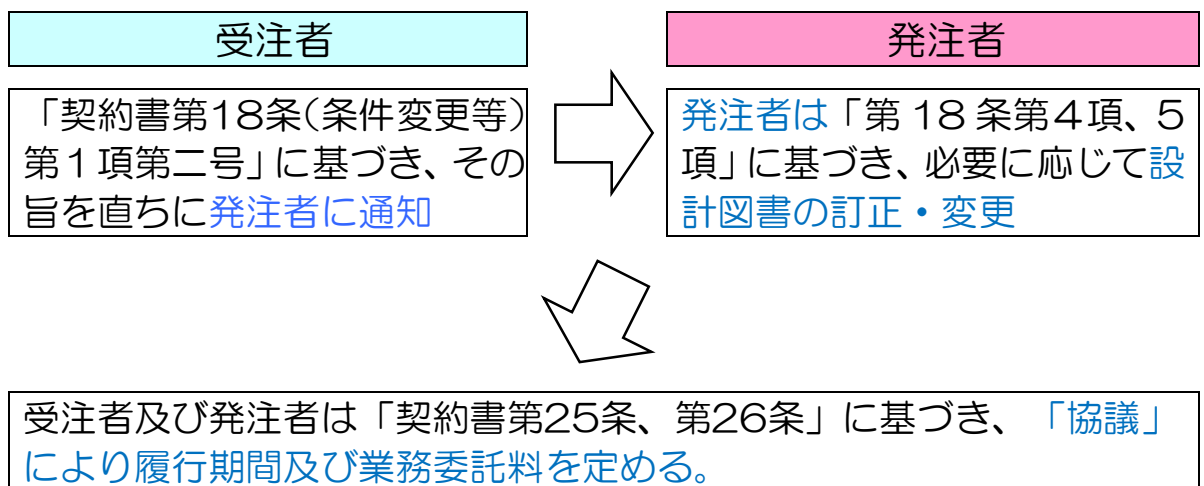 受注者
発注者
「契約書第18条(条件変更等)
第1項第二号」に基づき、その
旨を直ちに発注者に通知
発注者は「第 18 条第4項、5
項」に基づき、必要に応じて設
計図書の訂正・変更
受注者及び発注者は「契約書第25条、第26条」に基づき、「協議」
により履行期間及び業務委託料を定める。